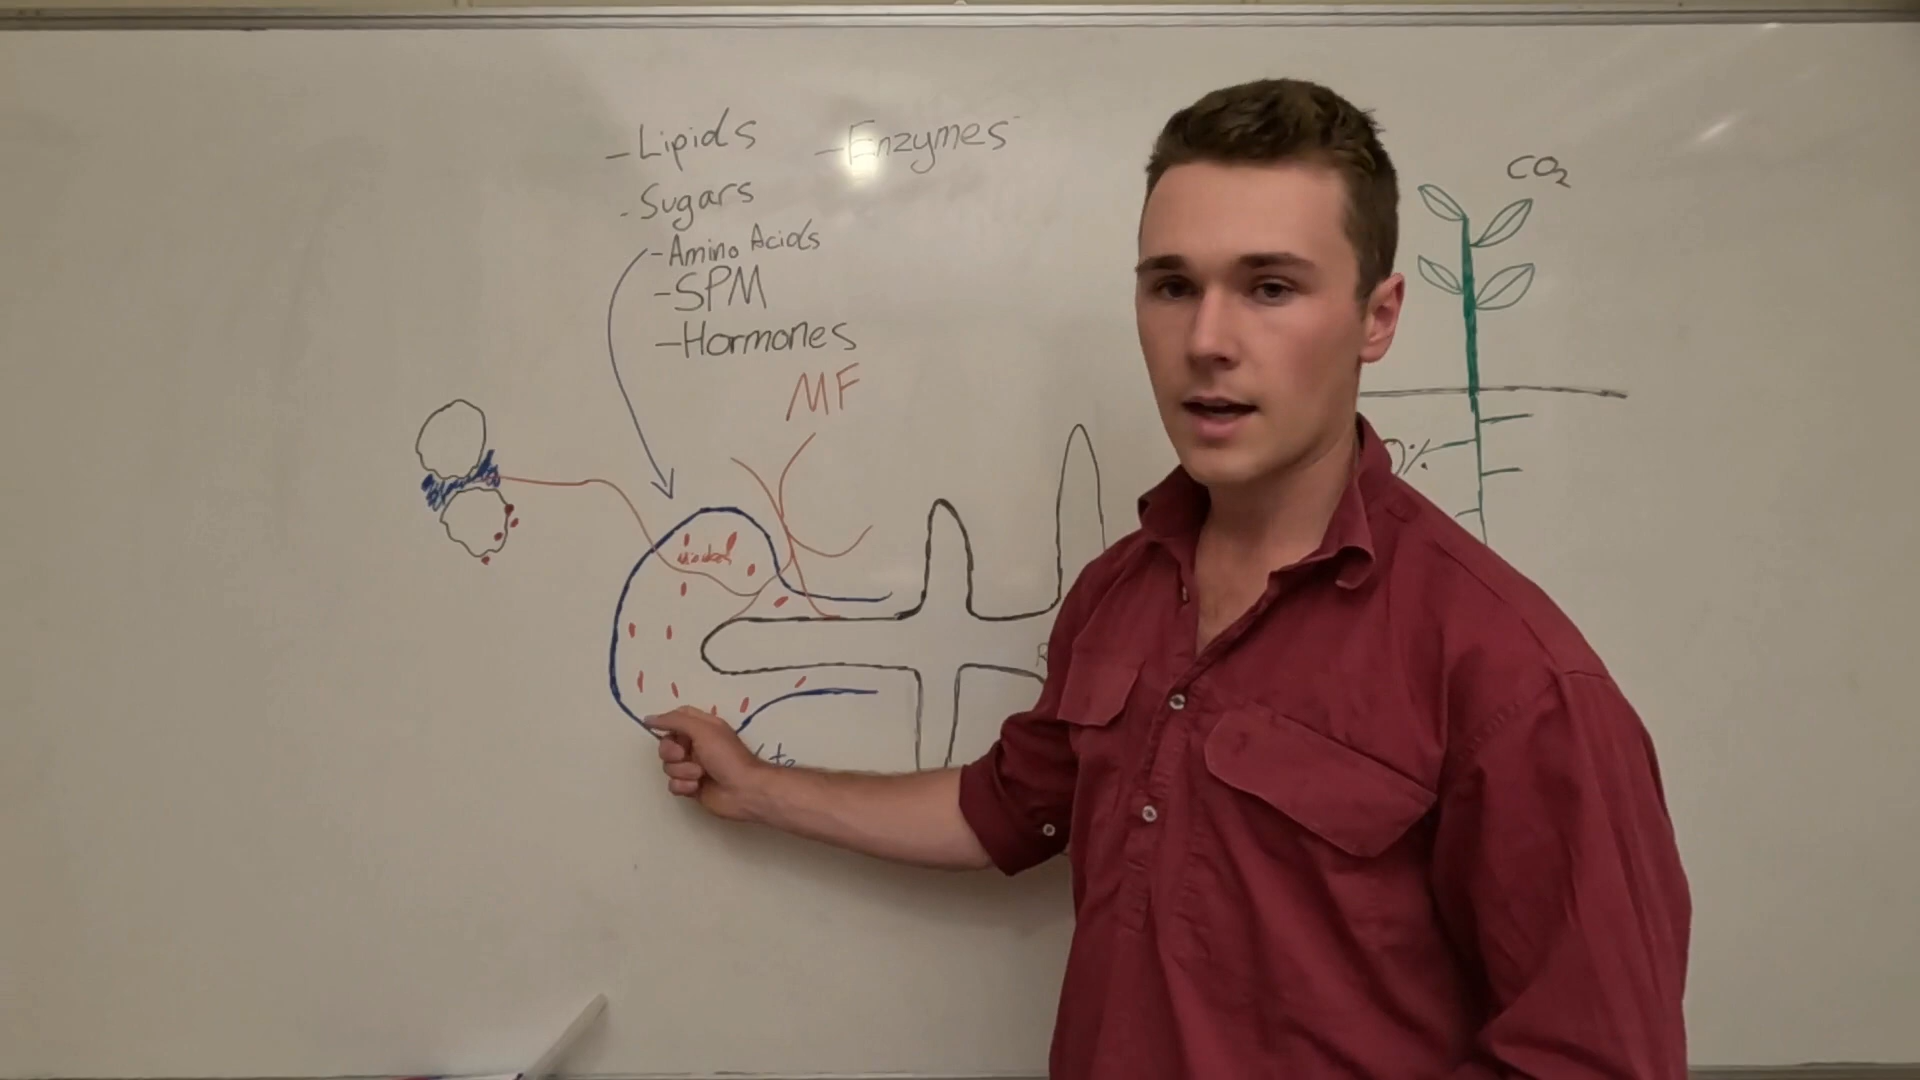 -Lipids
-Enzymes
-Sugars
-Amino Acids
-SPM
-Hormones
MF
CO2